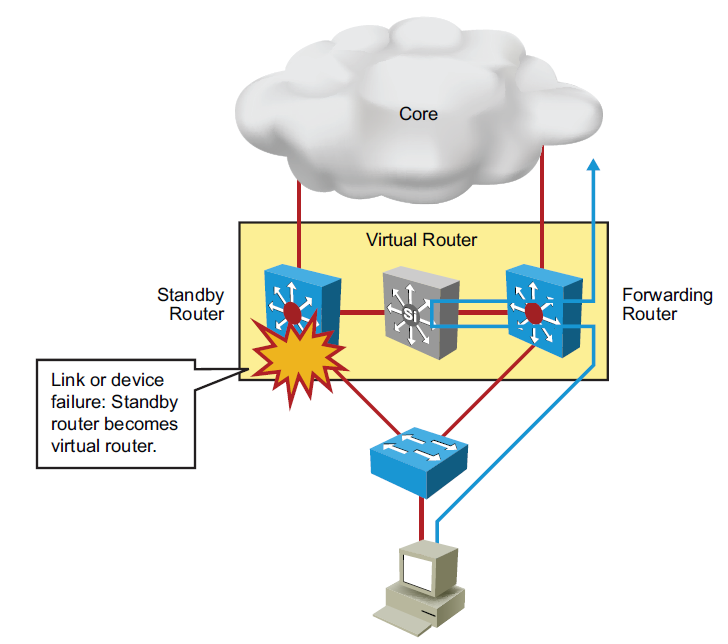 Core
Virtual Router
Standby
Router
Si
Forwarding
Router
Link or device
failure: Standby
router becomes
virtual router.